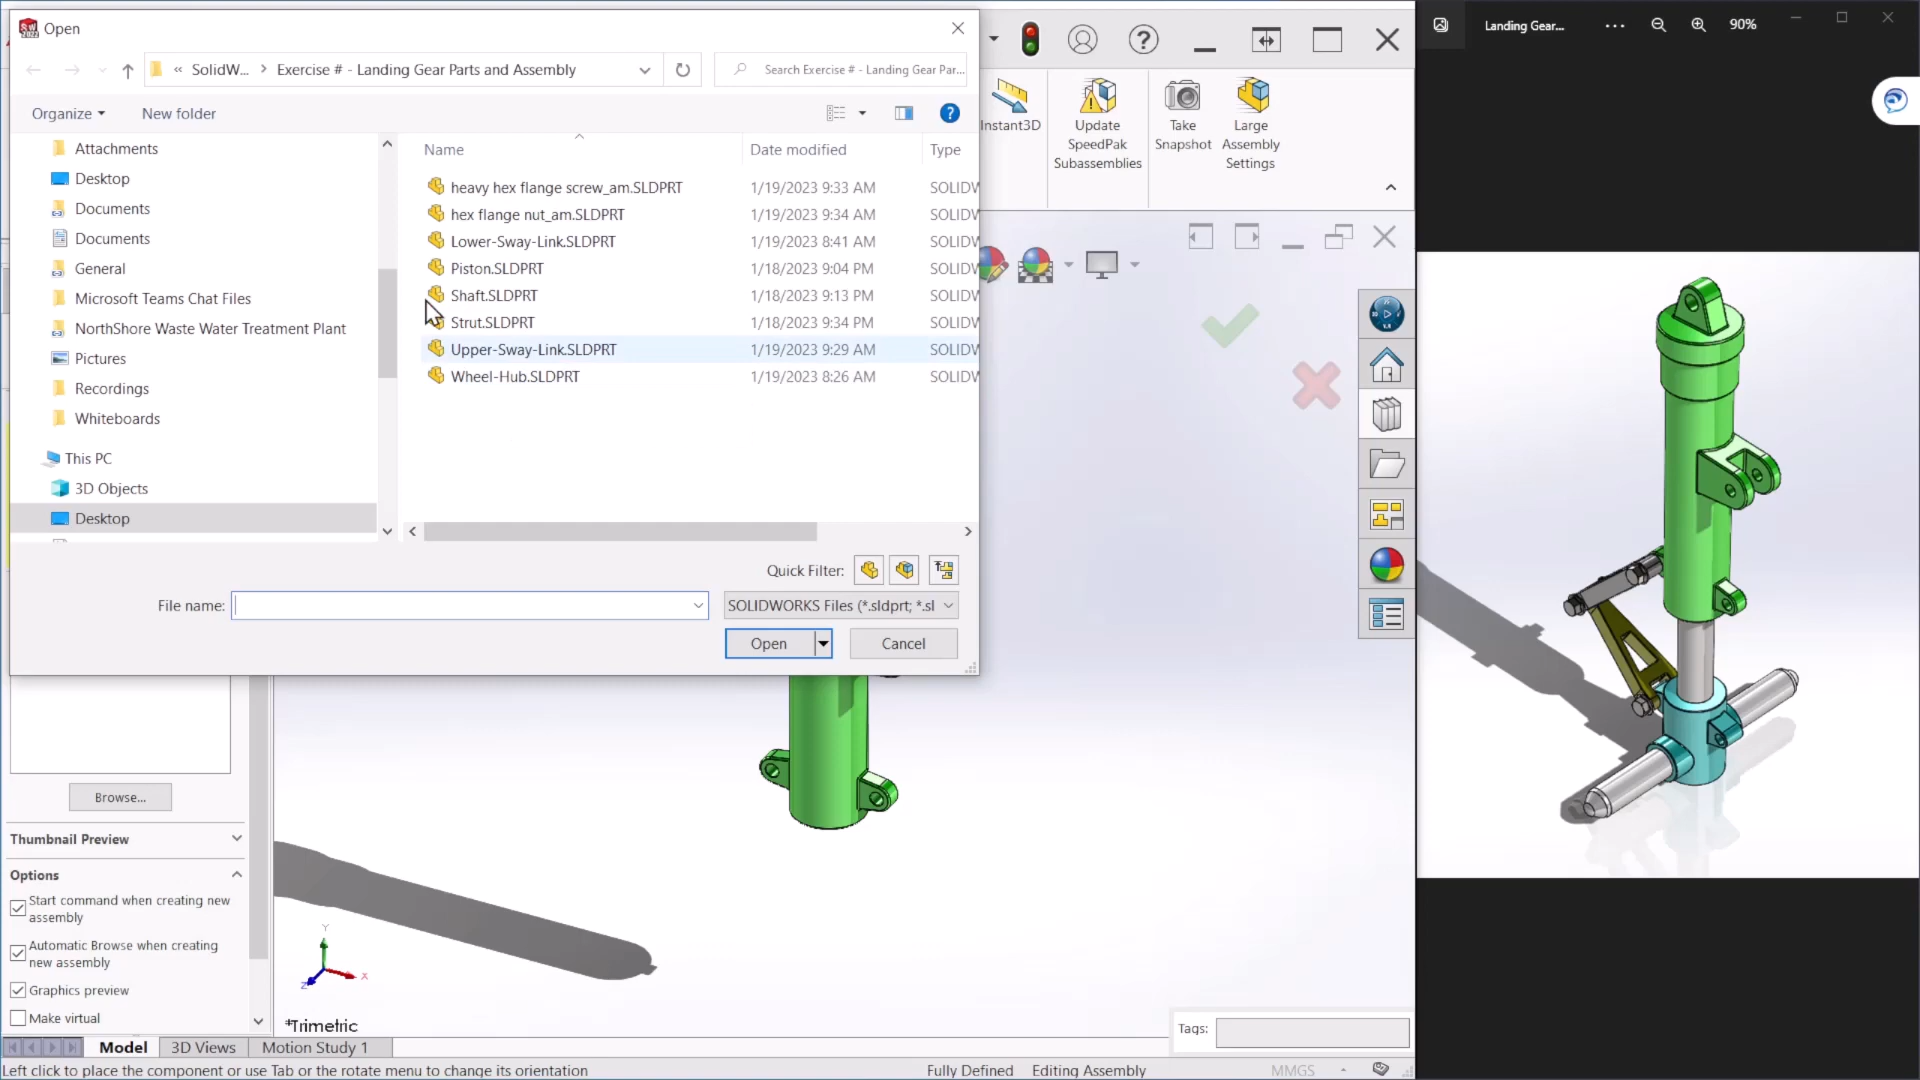 Open
« SolidW... > Exercise # - Landing Gear Parts and Assembly
Search Exercise # - Landing Gear Par...
Organize
New folder
Attachments
Desktop
Documents
Documents
General
Microsoft Teams Chat Files
NorthShore Waste Water Treatment Plant
Pictures
Recordings
Whiteboards
This PC
3D Objects
Desktop
Name Date modified Type
heavy hex flange screw_am.SLDPRT 1/19/2023 9:33 AM SOLIDW
hex flange nut_am.SLDPRT 1/19/2023 9:34 AM SOLIDW
Lower-Sway-Link.SLDPRT 1/19/2023 8:41 AM SOLIDW
Piston.SLDPRT 1/18/2023 9:04 PM SOLIDW
Shaft.SLDPRT 1/18/2023 9:13 PM SOLIDW
Strut.SLDPRT 1/18/2023 9:34 PM SOLIDW
Upper-Sway-Link.SLDPRT 1/19/2023 9:29 AM SOLIDW
Wheel-Hub.SLDPRT 1/19/2023 8:26 AM SOLIDW
Quick Filter:
File name:
SOLIDWORKS Files (*.sldprt; *.sl
Open
Cancel
Instant3D
Update
SpeedPak
Subassemblies
Take
Snapshot
Large
Assembly
Settings
Landing Gear...
90%
Browse...
Thumbnail Preview
Options
Start command when creating new
assembly
Automatic Browse when creating
new assembly
Graphics preview
Make virtual
Y
X
Z
*Trimetric
Tags:
Model 3D Views Motion Study 1
Left click to place the component or use Tab or the rotate menu to change its orientation
Fully Defined
Editing Assembly
MMGS